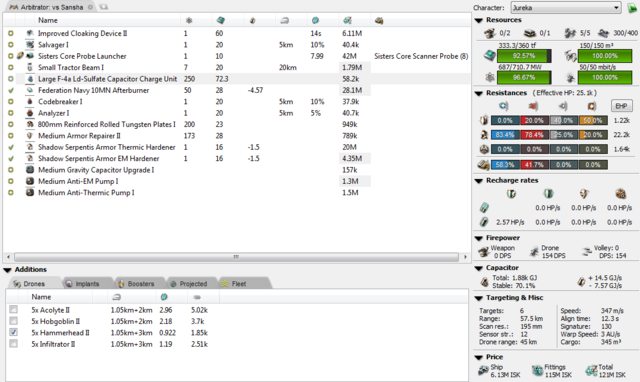 Arbitrator: vs Sansha
Character: Jureka
Name
Improved Cloaking Device II 1 60 14s 6.11M
Salvager I 1 5km 10% 40.4k
Sisters Core Probe Launcher 1 10 7.99 42M Sisters Core Scanner Probe (8)
Small Tractor Beam I 7 20km 1.79M
Large F-4a Ld-Sulfate Capacitor Charge Unit 250 72.3 58.2k
Federation Navy 10MN Afterburner 50 28 -4.57 28.1M
Codebreaker I 1 16 5km 10% 37.9k
Analyzer I 1 16 5km 5% 40.7k
800mm Reinforced Rolled Tungsten Plates I 200 23 949k
Medium Armor Repairer II 173 28 789k
Shadow Serpentis Armor Thermic Hardener 1 16 -1.5 20M
Shadow Serpentis Armor EM Hardener 1 16 -1.5 4.35M
Medium Gravity Capacitor Upgrade I 157k
Medium Anti-EM Pump I 1.3M
Medium Anti-Thermic Pump I 1.5M
Resources
0/2 0/1 5/5 300/400
333.3/360 tf 150/150 m³
92.57% 100.00%
687/710.7 MW 50/50 mbit/s
96.67% 100.00%
Resistances (Effective HP: 25.1k)
EHP
0.0% 20.0% 40.0% 50.0% 1.22k
83.4% 78.4% 25.0% 35.0% 22.2k
0.0% 0.0% 0.0% 0.0% 1.64k
58.3% 41.7% 0.0% 0.0%
Recharge rates
0.0 HP/s 0.0 HP/s
2.57 HP/s 0.0 HP/s 0.0 HP/s
Firepower
Weapon 0 DPS
Drone 154 DPS
Volley: 0
DPS: 154
Capacitor
Total: 1.88k GJ + 14.5 GJ/s
Stable: 70.1% - 7.57 GJ/s
Targeting & Misc
Targets: 6 Speed: 347 m/s
Range: 57.5 km Align time: 12.3 s
Scan res.: 195 mm Signature: 130
Sensor str.: 12 Warp Speed: 3 AU/s
Drone range: 45 km Cargo: 345 m³
Price
Ship 6.13M ISK
Fittings 115M ISK
Total 121M ISK
Additions
Drones Implants Boosters Projected Fleet
Name
5x Acolyte II 1.05km+2km 2.96 5.02k
5x Hobgoblin II 1.05km+2km 2.18 3.7k
5x Hammerhead II 1.05km+3km 0.922 1.85k
5x Infiltrator II 1.05km+3km 1.19 2.51k